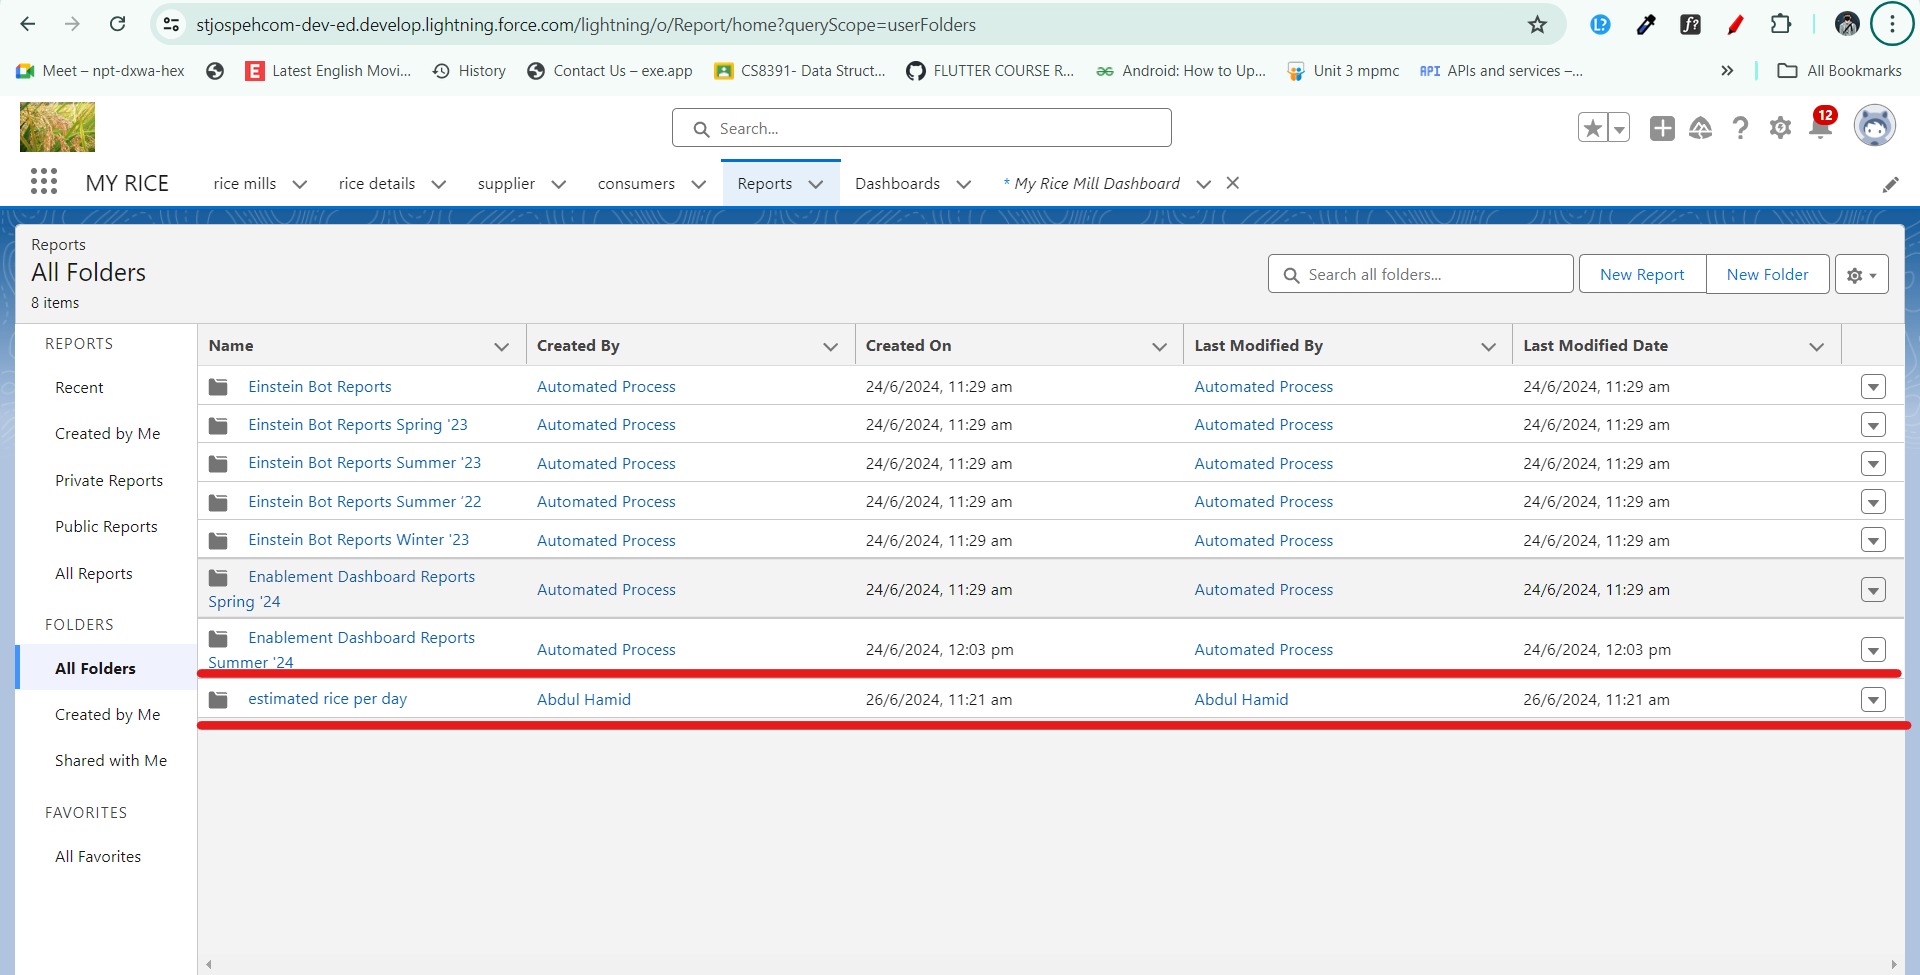 stjospehcom-dev-ed.develop.lightning.force.com/lightning/o/Report/home?queryScope=userFolders
Meet – npt-dxwa-hex
Latest English Movi...
History
Contact Us – exe.app
CS8391- Data Struct...
FLUTTER COURSE R...
Android: How to Up...
Unit 3 mpmc
API APIs and services –...
»
All Bookmarks
Search...
12
MY RICE
rice mills
rice details
supplier
consumers
Reports
Dashboards
* My Rice Mill Dashboard
Reports
All Folders
8 items
Search all folders...
New Report
New Folder
REPORTS
Recent
Created by Me
Private Reports
Public Reports
All Reports
FOLDERS
All Folders
Created by Me
Shared with Me
FAVORITES
All Favorites
Name Created By Created On Last Modified By Last Modified Date
Einstein Bot Reports Automated Process 24/6/2024, 11:29 am Automated Process 24/6/2024, 11:29 am
Einstein Bot Reports Spring '23 Automated Process 24/6/2024, 11:29 am Automated Process 24/6/2024, 11:29 am
Einstein Bot Reports Summer '23 Automated Process 24/6/2024, 11:29 am Automated Process 24/6/2024, 11:29 am
Einstein Bot Reports Summer '22 Automated Process 24/6/2024, 11:29 am Automated Process 24/6/2024, 11:29 am
Einstein Bot Reports Winter '23 Automated Process 24/6/2024, 11:29 am Automated Process 24/6/2024, 11:29 am
Enablement Dashboard Reports
Spring '24 Automated Process 24/6/2024, 11:29 am Automated Process 24/6/2024, 11:29 am
Enablement Dashboard Reports
Summer '24 Automated Process 24/6/2024, 12:03 pm Automated Process 24/6/2024, 12:03 pm
estimated rice per day Abdul Hamid 26/6/2024, 11:21 am Abdul Hamid 26/6/2024, 11:21 am